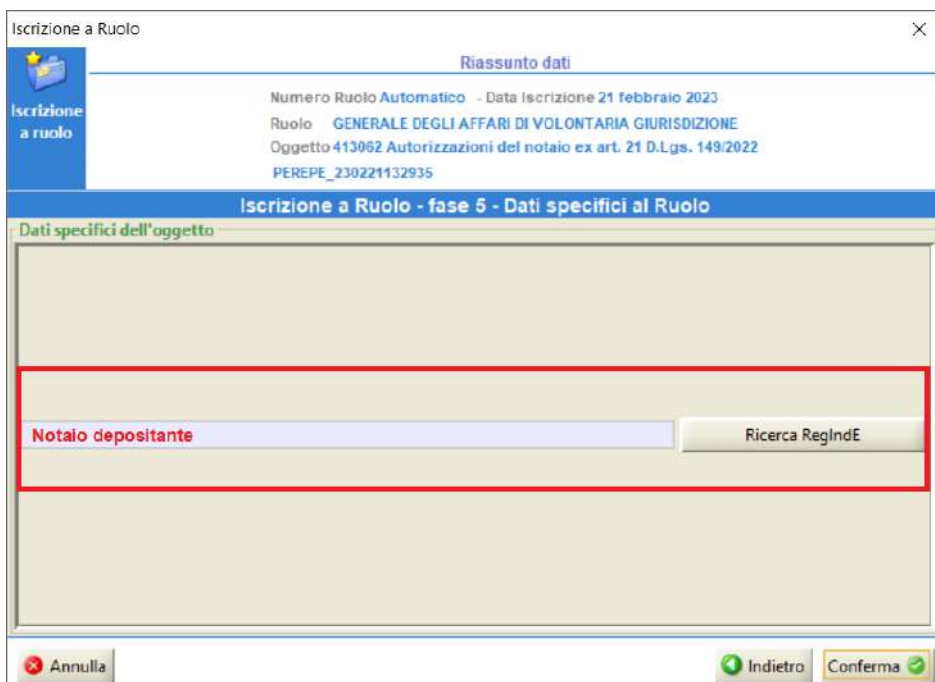 Iscrizione a Ruolo
Iscrizione
a ruolo
Riassunto dati
Numero Ruolo Automatico - Data Iscrizione 21 febbraio 2023
Ruolo GENERALE DEGLI AFFARI DI VOLONTARIA GIURISDIZIONE
Oggetto 413062 Autorizzazioni del notaio ex art. 21 D.Lgs. 149/2022
PEREPE_230221132935
Iscrizione a Ruolo - fase 5 - Dati specifici al Ruolo
Dati specifici dell'oggetto
Notaio depositante Ricerca RegIndE
Annulla Indietro Conferma